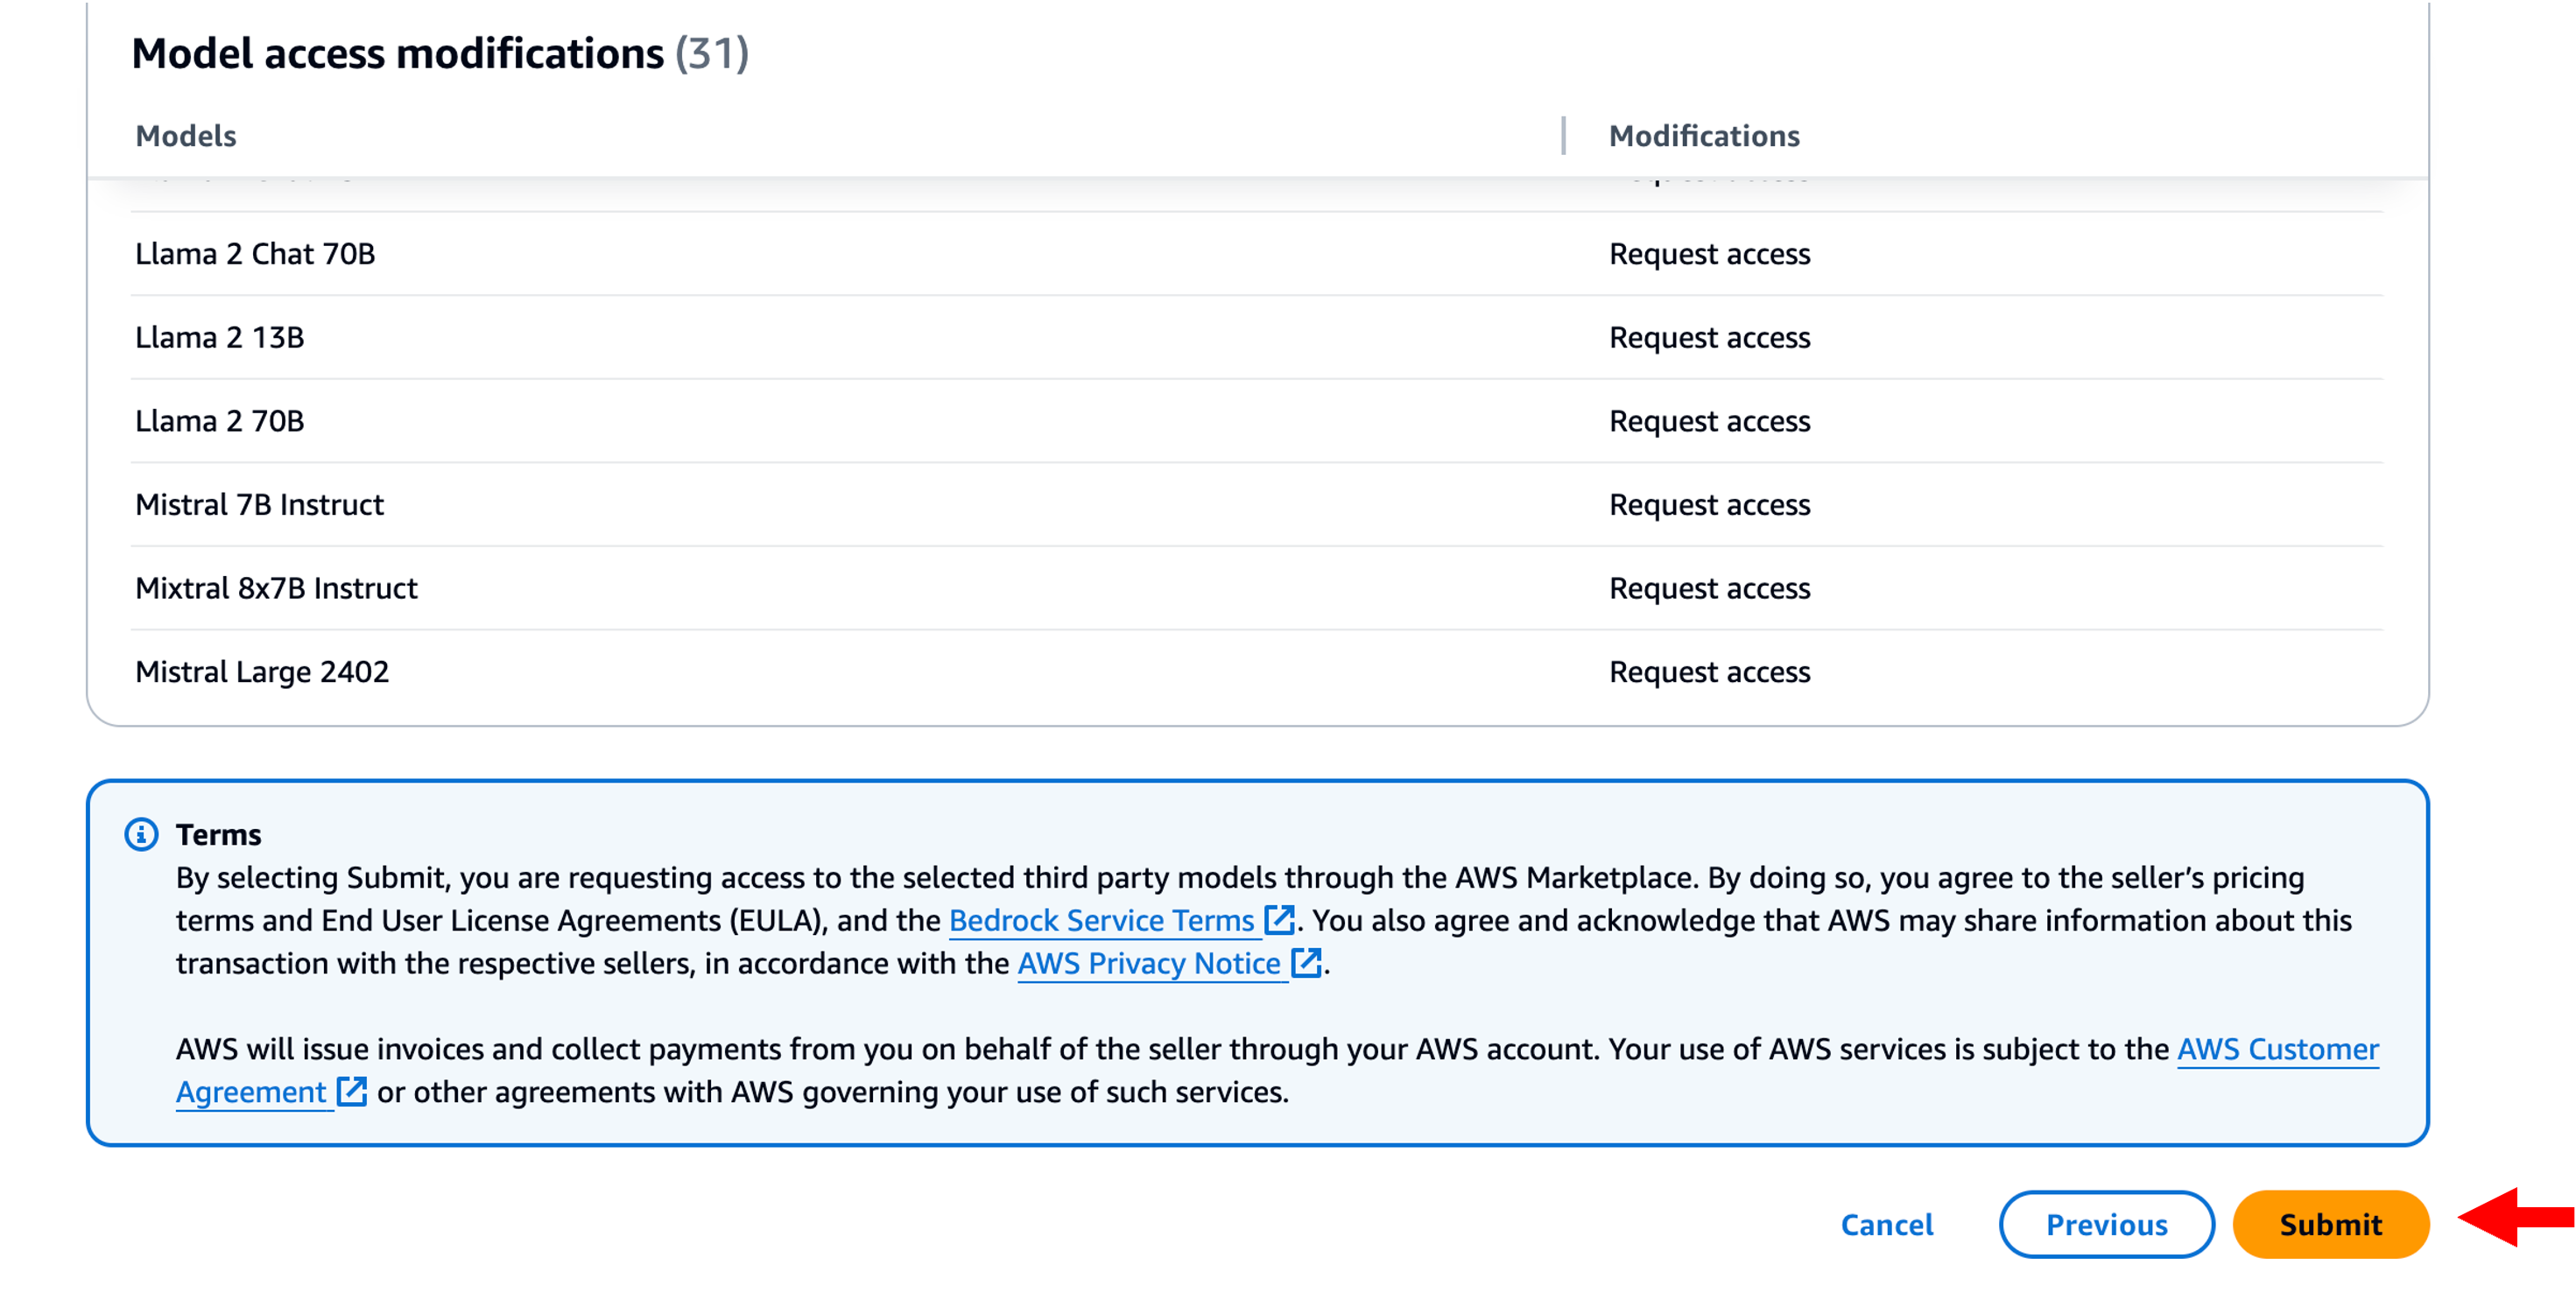 Model access modifications (31)
Models Modifications
Llama 2 Chat 70B Request access
Llama 2 13B Request access
Llama 2 70B Request access
Mistral 7B Instruct Request access
Mixtral 8x7B Instruct Request access
Mistral Large 2402 Request access
Terms
By selecting Submit, you are requesting access to the selected third party models through the AWS Marketplace. By doing so, you agree to the seller’s pricing
terms and End User License Agreements (EULA), and the Bedrock Service Terms. You also agree and acknowledge that AWS may share information about this
transaction with the respective sellers, in accordance with the AWS Privacy Notice.
AWS will issue invoices and collect payments from you on behalf of the seller through your AWS account. Your use of AWS services is subject to the AWS Customer
Agreement or other agreements with AWS governing your use of such services.
Cancel Previous Submit